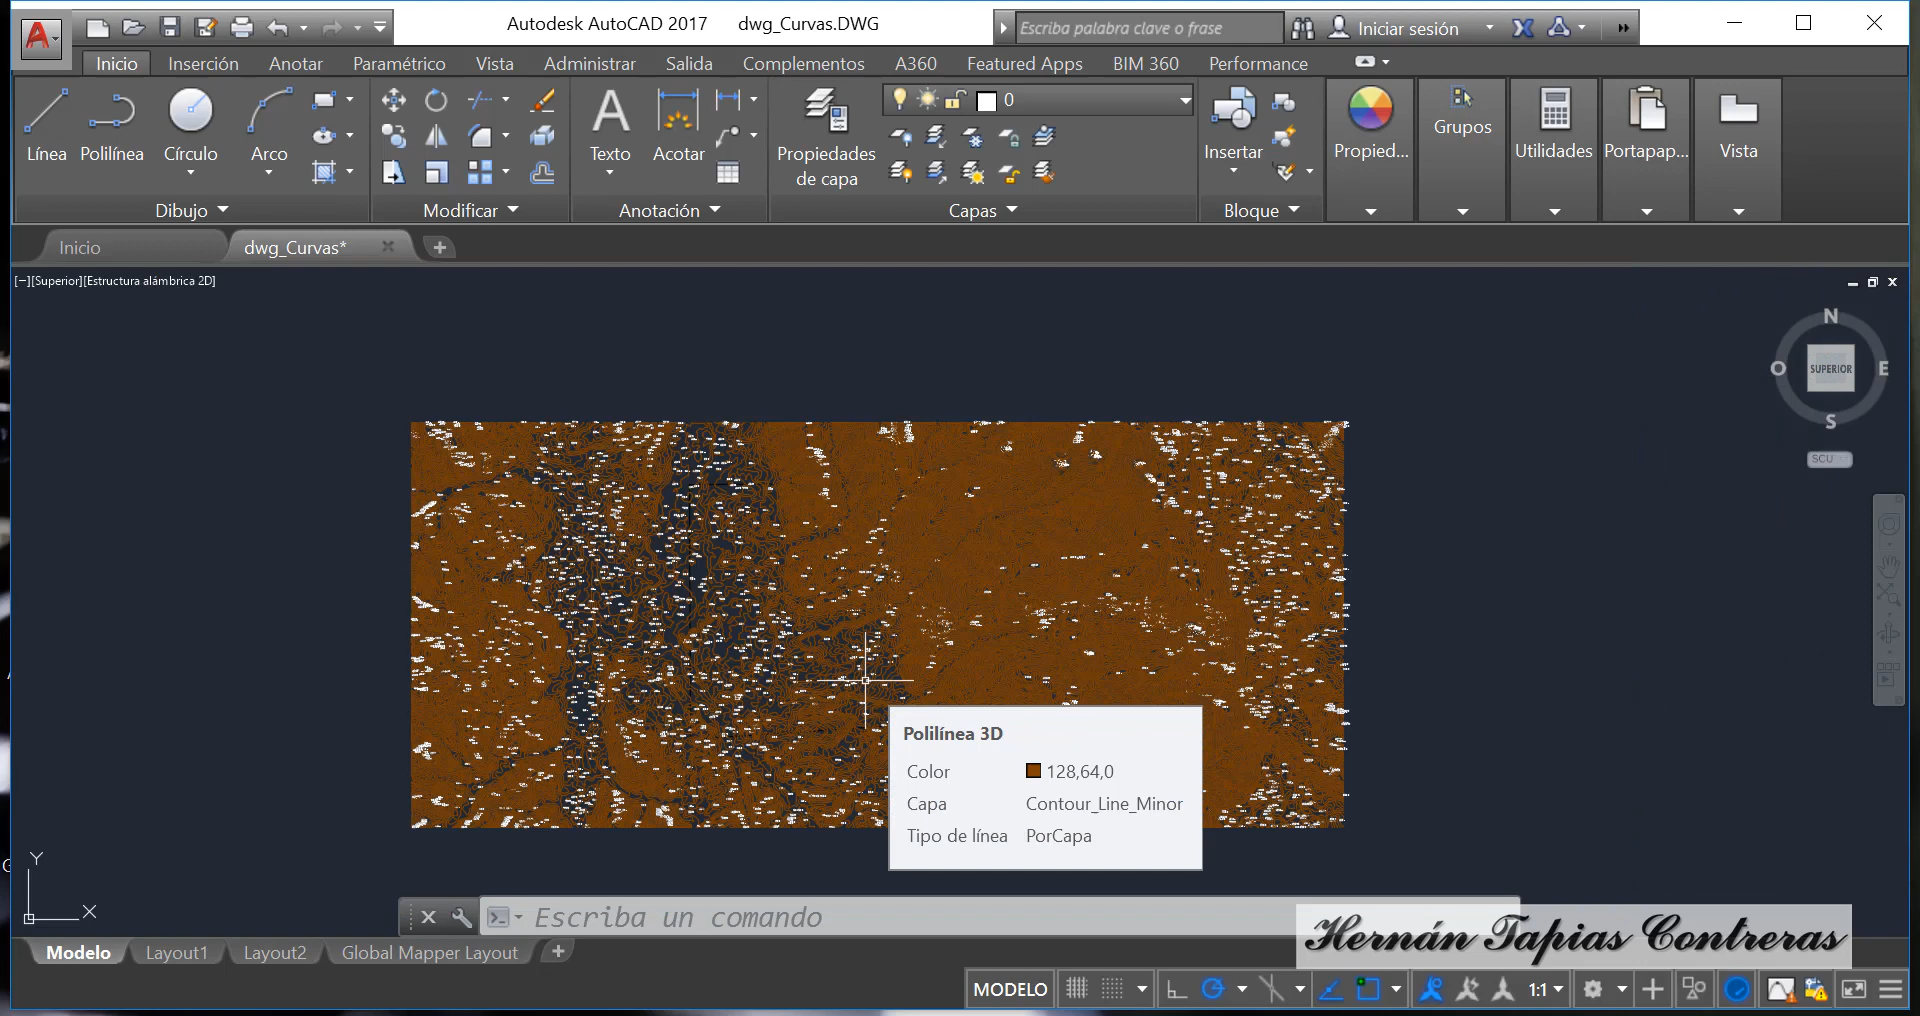 Autodesk AutoCAD 2017 dwg_Curvas.DWG
Escriba palabra clave o frase
Iniciar sesión
Inicio Inserción Anotar Paramétrico Vista Administrar Salida Complementos A360 Featured Apps BIM 360 Performance
0
Línea Polilínea Círculo Arco
Texto Acotar
Propiedades de capa
Insertar
Propied...
Grupos
Utilidades
Portapap...
Vista
Dibujo Modificar Anotación Capas Bloque
Inicio dwg_Curvas*
[−][Superior][Estructura alámbrica 2D]
N
O SUPERIOR E
S
SCU
Polilínea 3D
Color 128,64,0
Capa Contour_Line_Minor
Tipo de línea PorCapa
Y
X
Escriba un comando
Hernán Tapias Contreras
Modelo Layout1 Layout2 Global Mapper Layout
MODELO 1:1